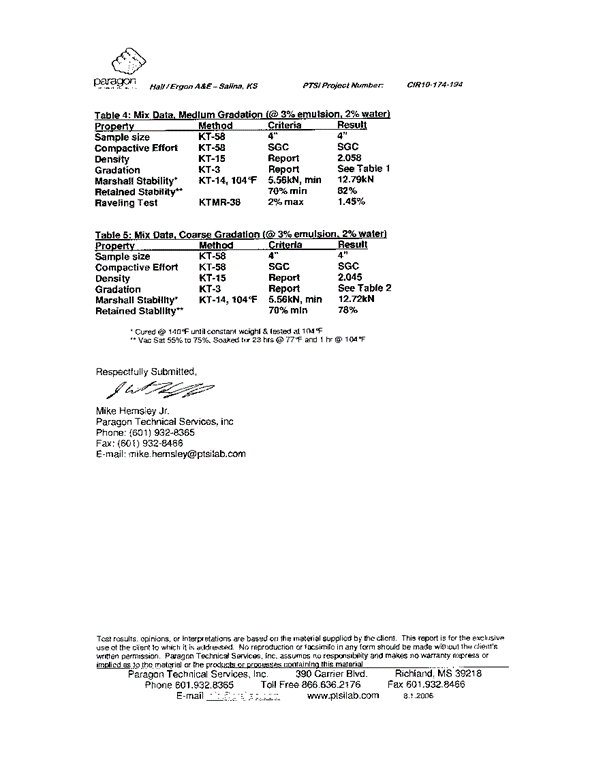 paragon
Hall / Ergon A&E – Salina, KS PTSI Project Number: CIR10-174-194
Table 4: Mix Data, Medium Gradation (@ 3% emulsion, 2% water)
Property Method Criteria Result
Sample size KT-58 4" 4"
Compactive Effort KT-58 SGC SGC
Density KT-15 Report 2.058
Gradation KT-3 Report See Table 1
Marshall Stability* KT-14, 104°F 5.56kN, min 12.79kN
Retained Stability** 70% min 82%
Raveling Test KTMR-38 2% max 1.45%
Table 5: Mix Data, Coarse Gradation (@ 3% emulsion, 2% water)
Property Method Criteria Result
Sample size KT-58 4" 4"
Compactive Effort KT-58 SGC SGC
Density KT-15 Report 2.045
Gradation KT-3 Report See Table 2
Marshall Stability* KT-14, 104°F 5.56kN, min 12.72kN
Retained Stability** 70% min 78%
* Cured @ 140°F until constant weight & tested at 104°F
** Vac Sat 55% to 75%, Soaked for 23 hrs @ 77°F and 1 hr @ 104°F
Respectfully Submitted,
Mike Hemsley Jr.
Paragon Technical Services, inc
Phone: (601) 932-8365
Fax: (601) 932-8466
E-mail: mike.hemsley@ptsilab.com
Test results, opinions, or interpretations are based on the material supplied by the client. This report is for the exclusive
use of the client to which it is addressed. No reproduction or facsimile in any form should be made without the client's
written permission. Paragon Technical Services, Inc. assumes no responsibility and makes no warranty express or
implied as to the material or the products or processes containing this material
Paragon Technical Services, Inc. 390 Carrier Blvd. Richland, MS 39218
Phone 601.932.8365 Toll Free 866.636.2176 Fax 601.932.8466
E-mail www.ptsilab.com 8.1.2006